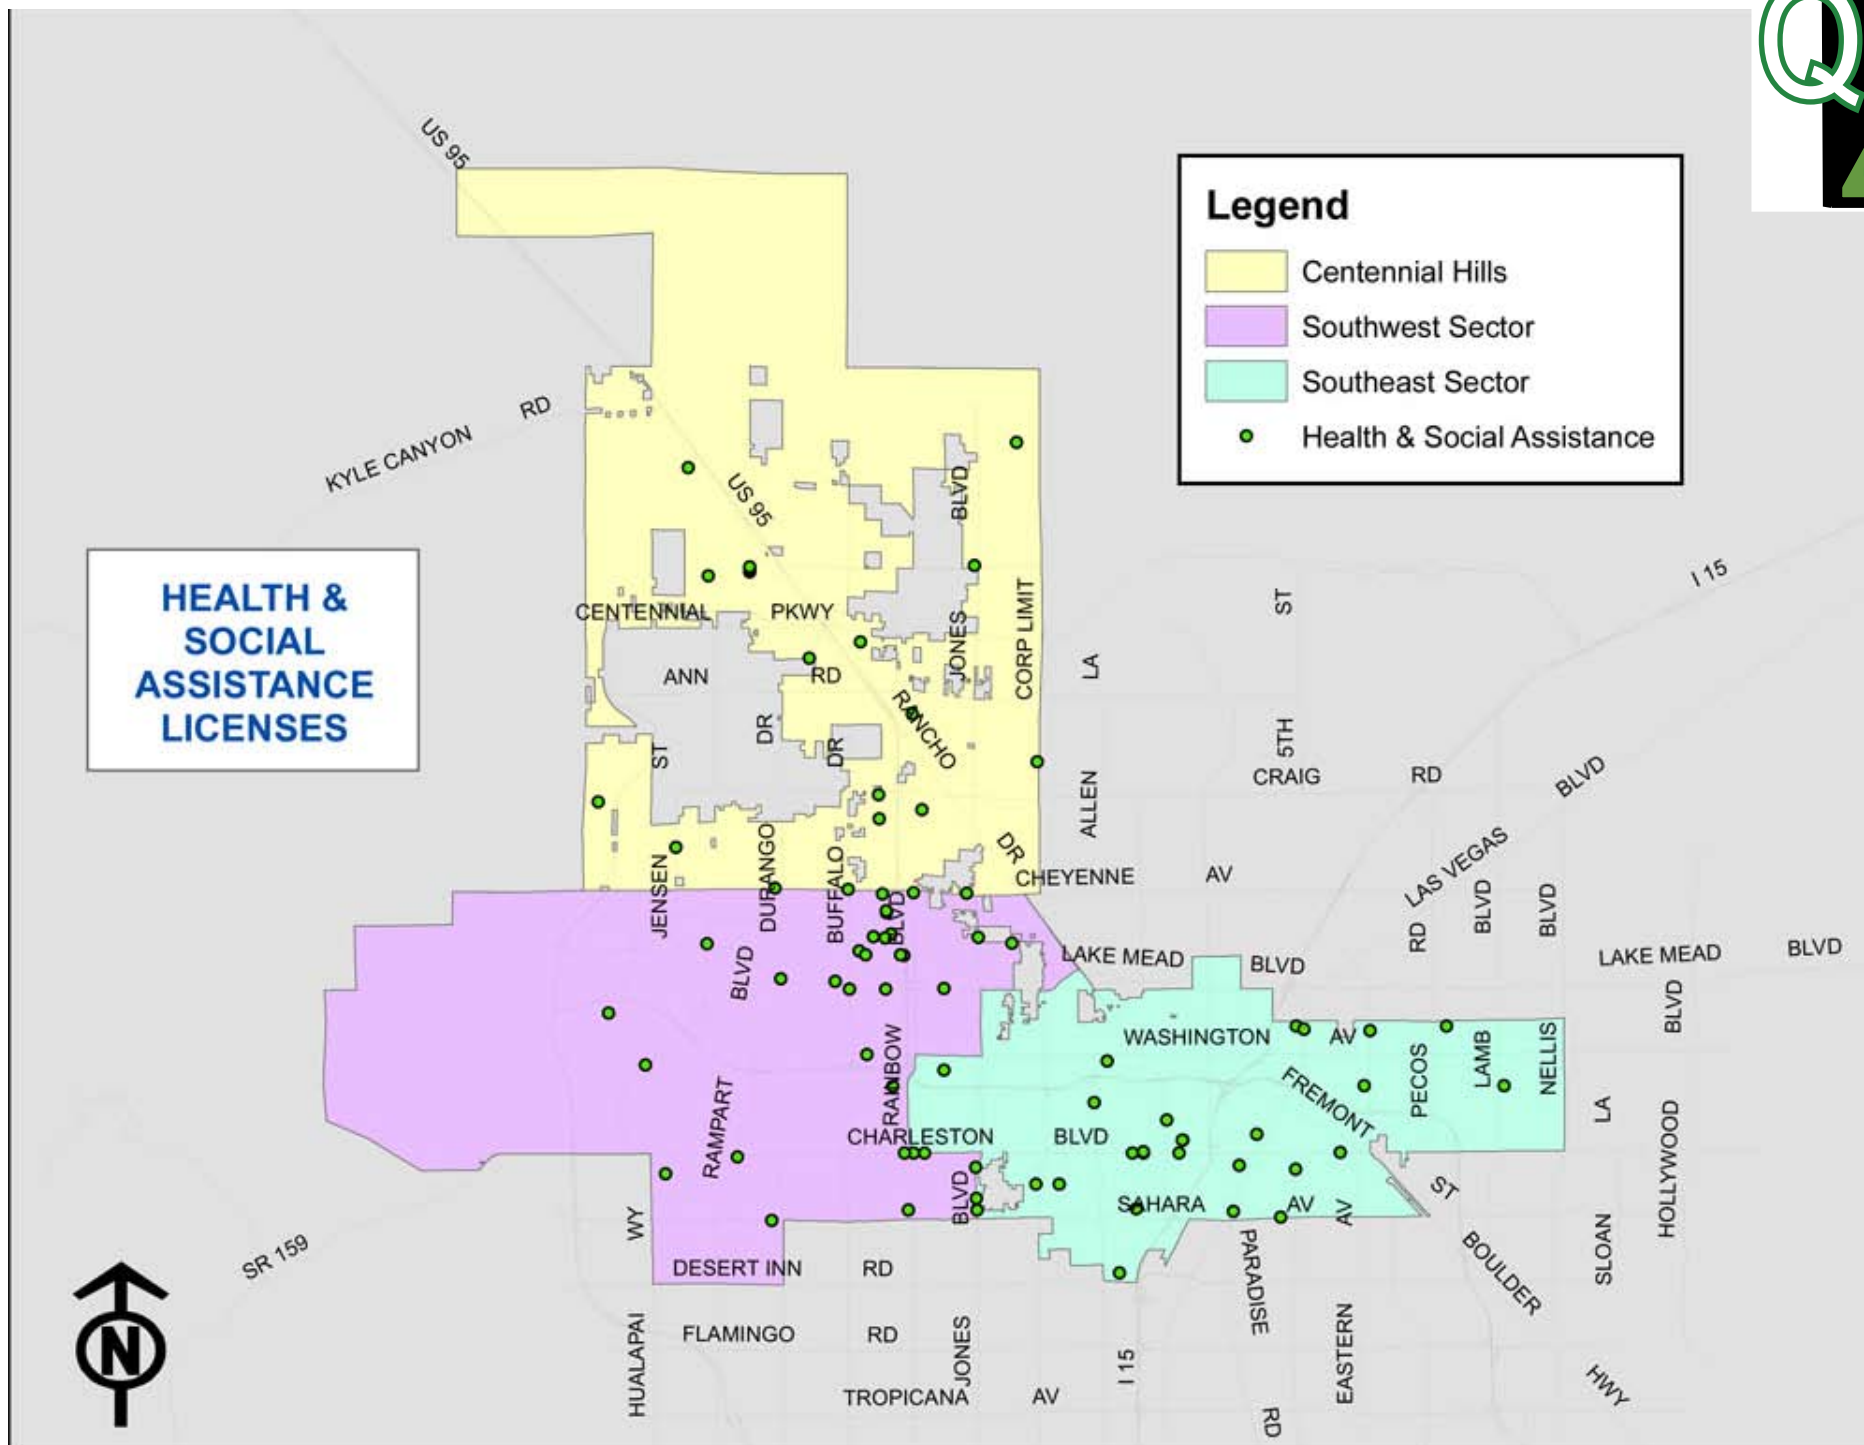 Q
US 95
Legend
Centennial Hills
Southwest Sector
Southeast Sector
Health & Social Assistance
KYLE CANYON RD
US 95
BLVD
HEALTH &
SOCIAL
ASSISTANCE
LICENSES
I 15
CENTENNIAL PKWY
JONES
CORP LIMIT
LA
ST
ANN RD
RANCHO
DR
DR
ST
5TH
CRAIG RD
BLVD
ALLEN
DR
LAS VEGAS
JENSEN
DURANGO
BUFFALO
BLVD
CHEYENNE AV
RD
BLVD
BLVD
BLVD
LAKE MEAD BLVD
LAKE MEAD BLVD
BLVD
WASHINGTON AV
RAINBOW
FREMONT
PECOS
LAMB
NELLIS
LA
RAMPART
CHARLESTON BLVD
HOLLYWOOD
BLVD
SAHARA AV
AV
ST
WY
SR 159
DESERT INN RD
PARADISE
BOULDER
SLOAN
N
HUALAPAI
FLAMINGO RD
JONES
I 15
EASTERN
TROPICANA AV
RD
HWY